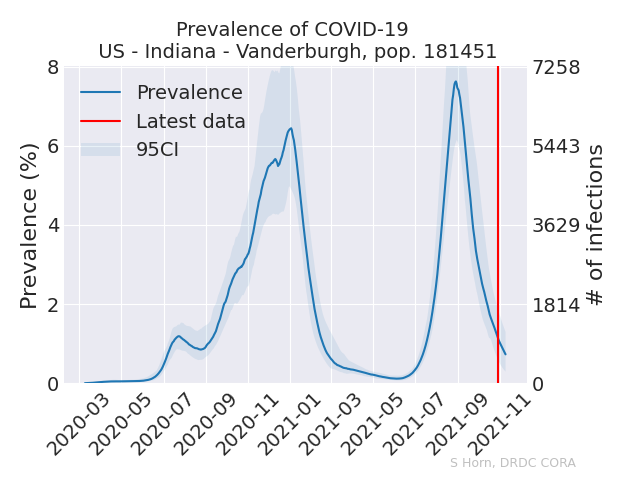 Prevalence of COVID-19
US - Indiana - Vanderburgh, pop. 181451
Prevalence (%)
8
6
4
2
0
Prevalence
Latest data
95CI
7258
5443
3629
1814
0
# of infections
2020-03
2020-05
2020-07
2020-09
2020-11
2021-01
2021-03
2021-05
2021-07
2021-09
2021-11
S Horn, DRDC CORA